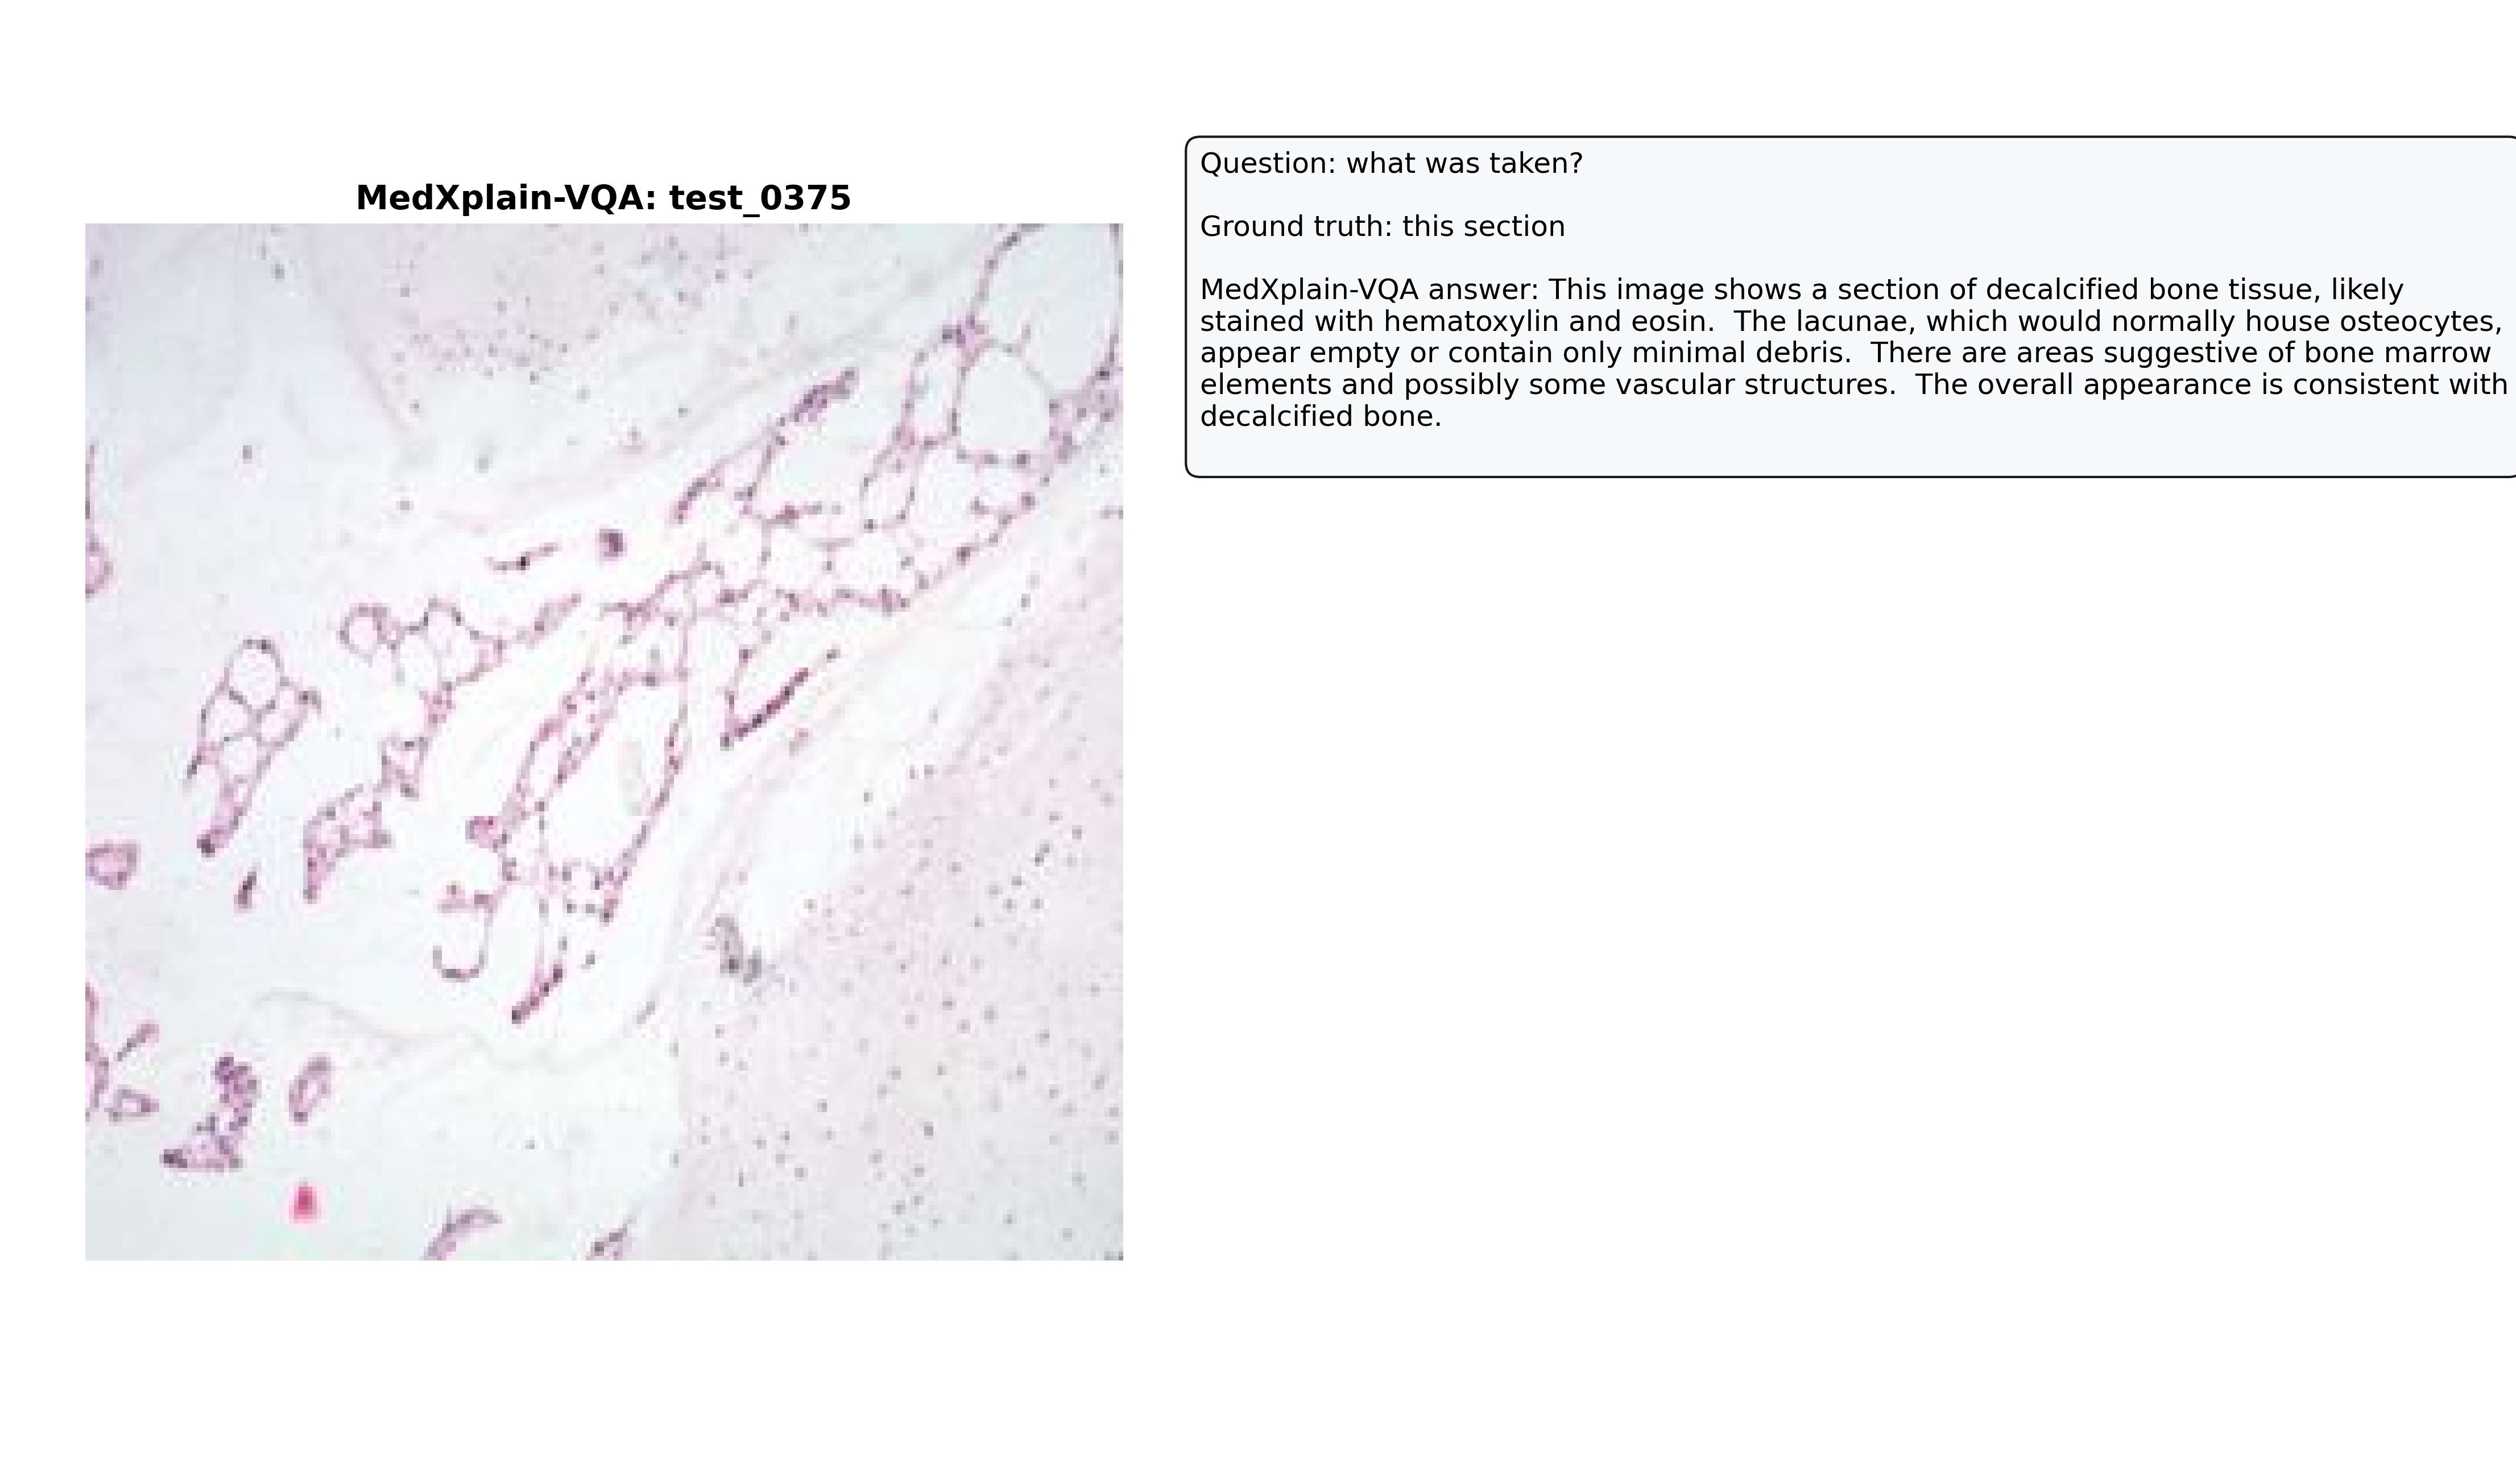 MedXplain-VQA: test_0375
Question: what was taken?
Ground truth: this section
MedXplain-VQA answer: This image shows a section of decalcified bone tissue, likely
stained with hematoxylin and eosin.  The lacunae, which would normally house osteocytes,
appear empty or contain only minimal debris.  There are areas suggestive of bone marrow
elements and possibly some vascular structures.  The overall appearance is consistent with
decalcified bone.